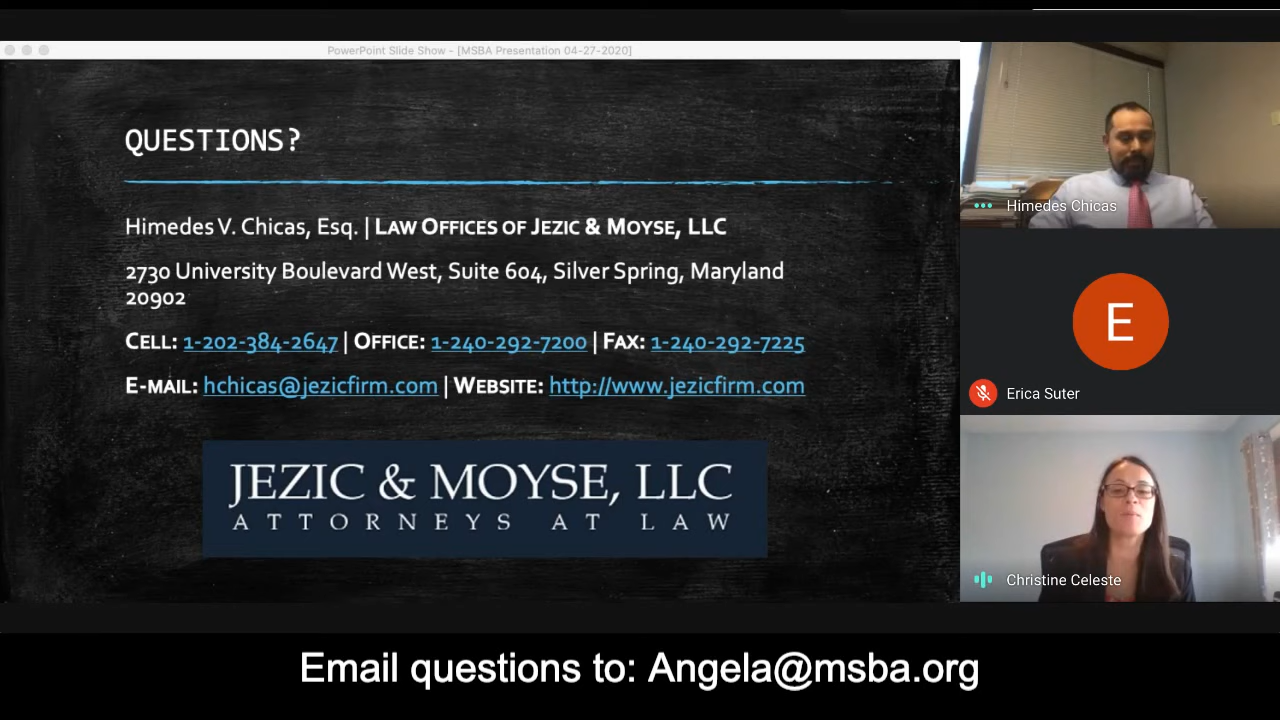 PowerPoint Slide Show - [MSBA Presentation 04-27-2020]
QUESTIONS?
Himedes V. Chicas, Esq. | LAW OFFICES OF JEZIC & MOYSE, LLC
2730 University Boulevard West, Suite 604, Silver Spring, Maryland
20902
CELL: 1-202-384-2647 | OFFICE: 1-240-292-7200 | FAX: 1-240-292-7225
E-MAIL: hchicas@jezicfirm.com | WEBSITE: http://www.jezicfirm.com
JEZIC & MOYSE, LLC
ATTORNEYS AT LAW
Himedes Chicas
E
Erica Suter
Christine Celeste
Email questions to: Angela@msba.org